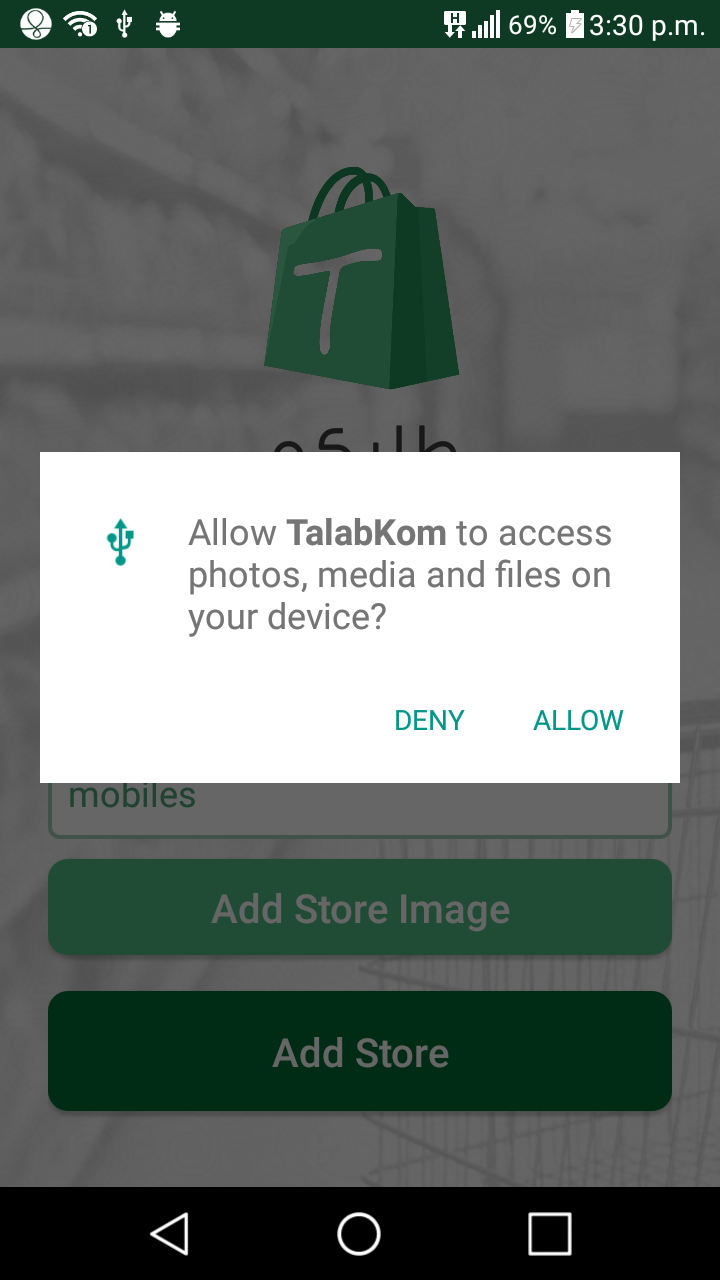 69% 3:30 p.m.
T
Allow TalabKom to access
photos, media and files on
your device?
DENY ALLOW
mobiles
Add Store Image
Add Store